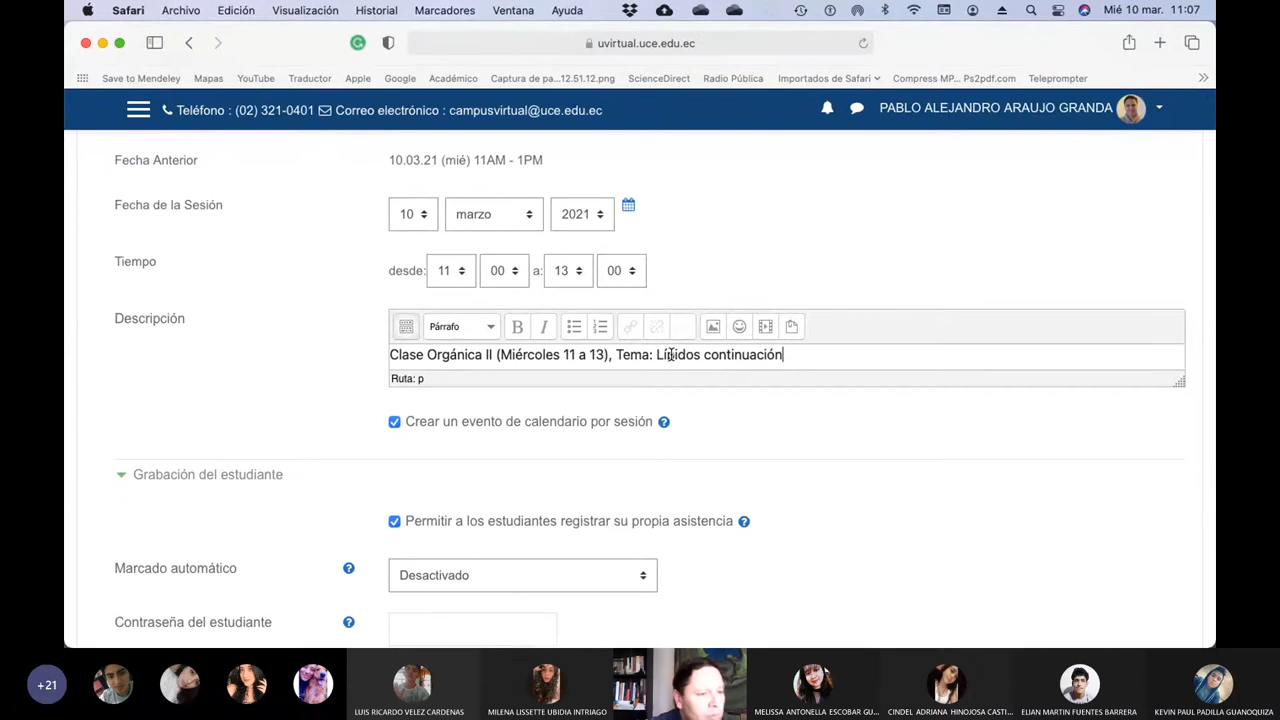 Safari Archivo Edición Visualización Historial Marcadores Ventana Ayuda Mié 10 mar. 11:07
uvirtual.uce.edu.ec
Save to Mendeley Mapas YouTube Traductor Apple Google Académico Captura de pa...12.51.12.png ScienceDirect Radio Pública Importados de Safari Compress MP... Ps2pdf.com Teleprompter
Teléfono : (02) 321-0401 Correo electrónico : campusvirtual@uce.edu.ec PABLO ALEJANDRO ARAUJO GRANDA
Fecha Anterior 10.03.21 (mié) 11AM - 1PM
Fecha de la Sesión 10 marzo 2021
Tiempo desde: 11 00 a: 13 00
Descripción Párrafo B I
Clase Orgánica II (Miércoles 11 a 13), Tema: Lípidos continuación
Ruta: p
Crear un evento de calendario por sesión
Grabación del estudiante
Permitir a los estudiantes registrar su propia asistencia
Marcado automático Desactivado
Contraseña del estudiante
+21 LUIS RICARDO VELEZ CARDENAS MILENA LISSETTE UBIDIA INTRIAGO MELISSA ANTONELLA ESCOBAR GU... CINDEL ADRIANA HINOJOSA CASTI... ELIAN MARTIN FUENTES BARRERA KEVIN PAUL PADILLA GUANOQUIZA